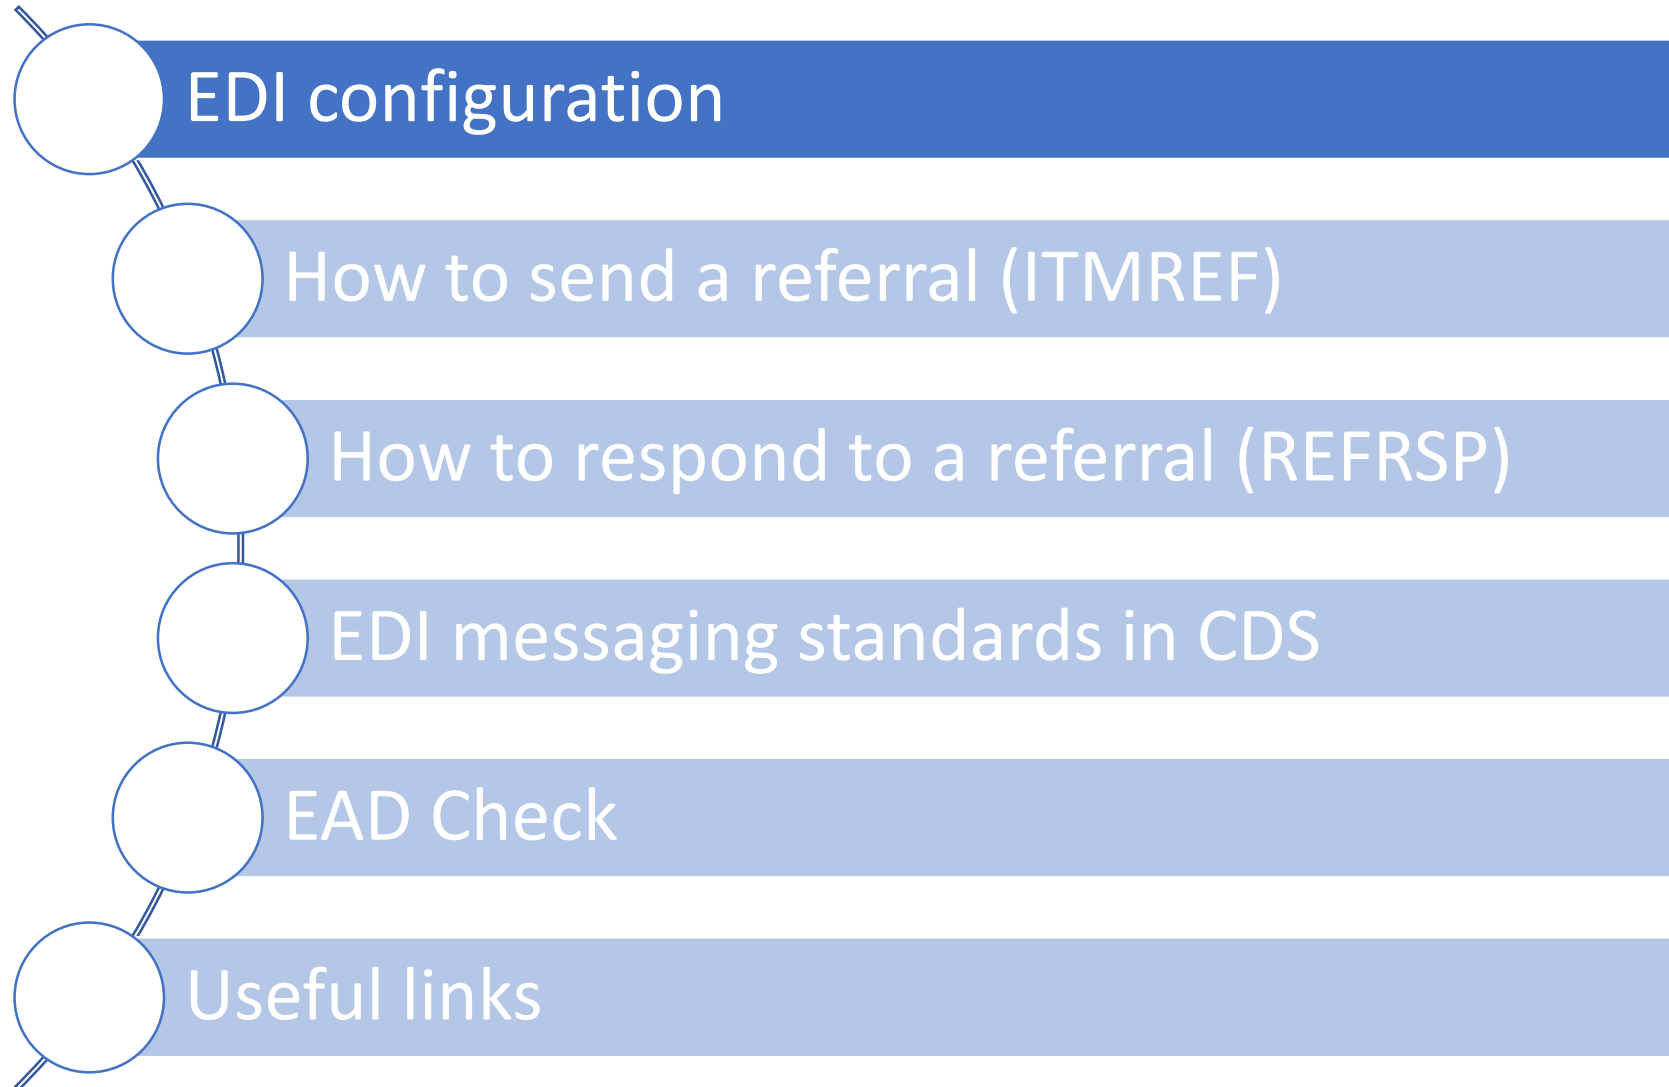 EDI configuration
How to send a referral (ITMREF)
How to respond to a referral (REFRSP)
EDI messaging standards in CDS
EAD Check
Useful links